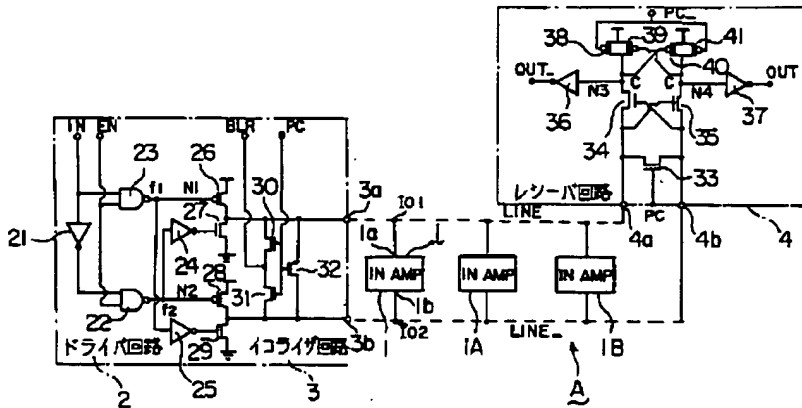 PC_
38
39
41
OUT_
C
C
40
OUT
36
N3
N4
37
34
35
33
レシーバ回路
PC
4a
4b
4
IN
EN
BLR
PC
23
26
f1
N1
27
30
3a
IO1
LINE
21
24
1a
32
28
IN AMP
IN AMP
IN AMP
N2
31
1b
22
f2
3b
IO2
1
1A
LINE_
1B
ドライバ回路
29
イコライザ回路
2
25
3
A